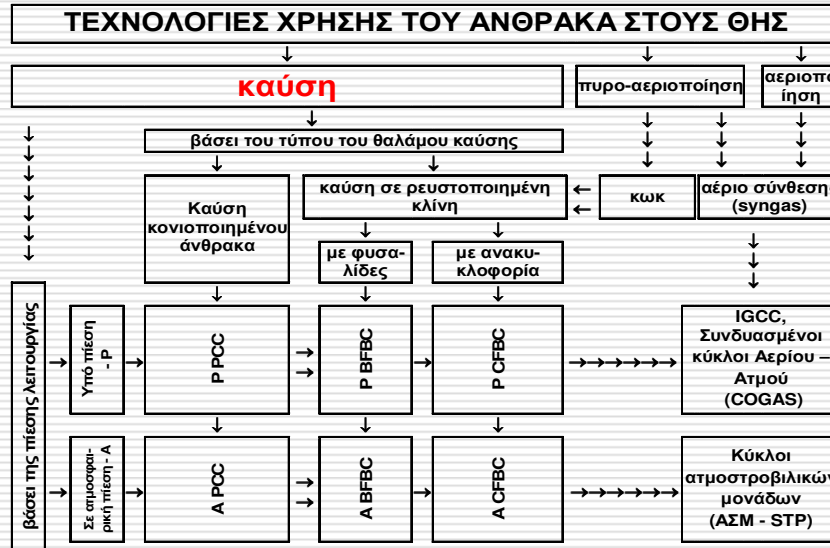 ΤΕΧΝΟΛΟΓΙΕΣ ΧΡΗΣΗΣ ΤΟΥ ΑΝΘΡΑΚΑ ΣΤΟΥΣ ΘΗΣ
↓ ↓ ↓
καύση
πυρο-αεριοποίηση
αεριοπο
ίηση
↓
βάσει του τύπου του θαλάμου καύσης
↓ ↓
Καύση
κονιοποιημένου
άνθρακα
καύση σε ρευστοποιημένη
κλίνη
← ←
κωκ
αέριο σύνθεσης
(syngas)
με φυσα-
λίδες
με ανακυ-
κλοφορία
βάσει της πίεσης λειτουργίας
Υπό πίεση
- P
P PCC
P BFBC
P CFBC
→→→→→→
IGCC,
Συνδυασμένοι
κύκλοι Αερίου –
Ατμού
(COGAS)
Σε ατμοσφαι-
ρική πίεση - A
A PCC
A BFBC
A CFBC
→→→→→→
Κύκλοι
ατμοστροβιλικών
μονάδων
(ΑΣΜ - STP)